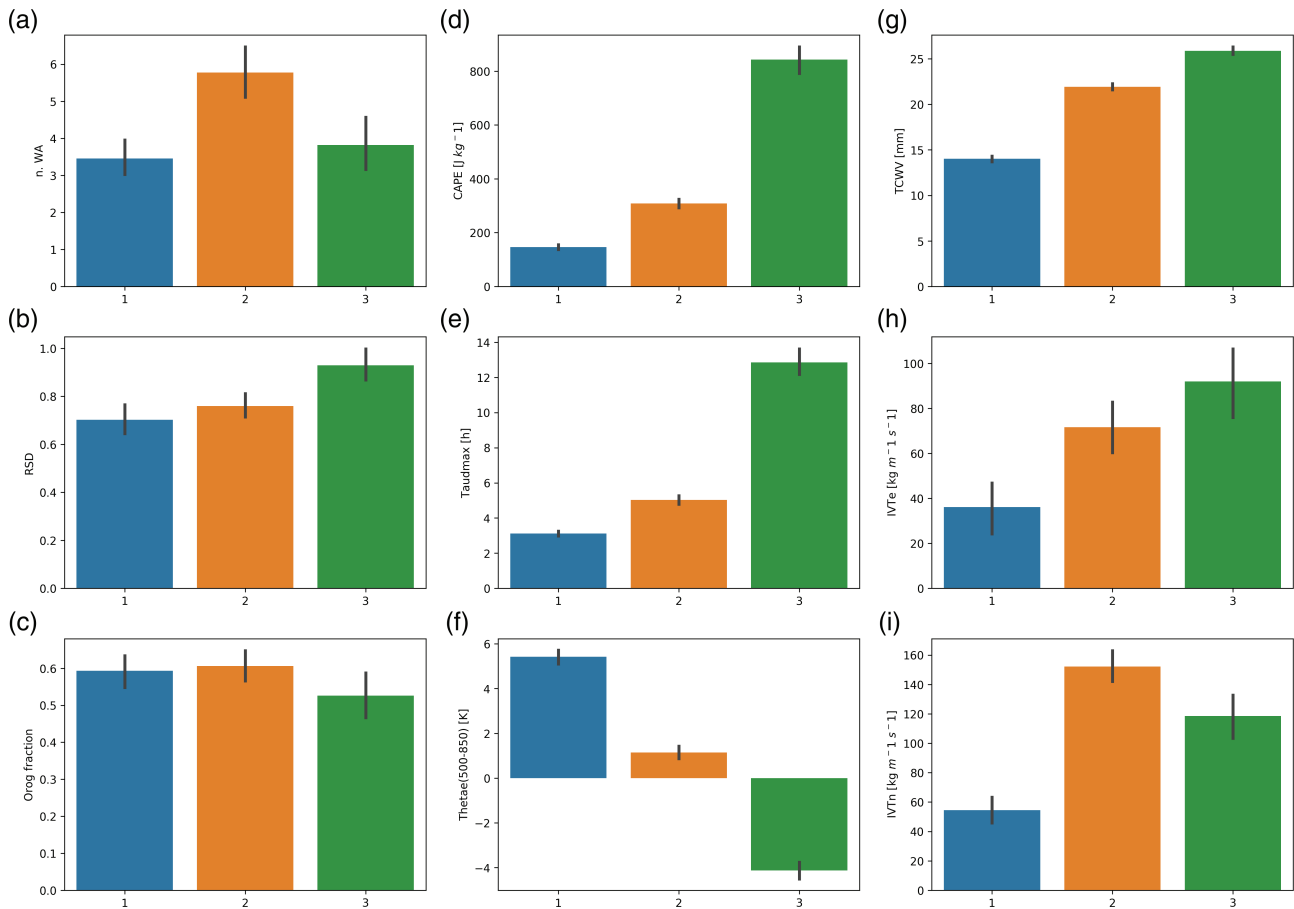 (a)
n. WA
6
5
4
3
2
1
0
1 2 3
(d)
CAPE [J kg⁻1]
800
600
400
200
0
1 2 3
(g)
TCWV [mm]
25
20
15
10
5
0
1 2 3
(b)
RSD
1.0
0.8
0.6
0.4
0.2
0.0
1 2 3
(e)
Taudmax [h]
14
12
10
8
6
4
2
0
1 2 3
(h)
IVTe [kg m⁻1 s⁻1]
100
80
60
40
20
0
1 2 3
(c)
Orog fraction
0.6
0.5
0.4
0.3
0.2
0.1
0.0
1 2 3
(f)
Thetae(500-850) [K]
6
4
2
0
−2
−4
1 2 3
(i)
IVTn [kg m⁻1 s⁻1]
160
140
120
100
80
60
40
20
0
1 2 3